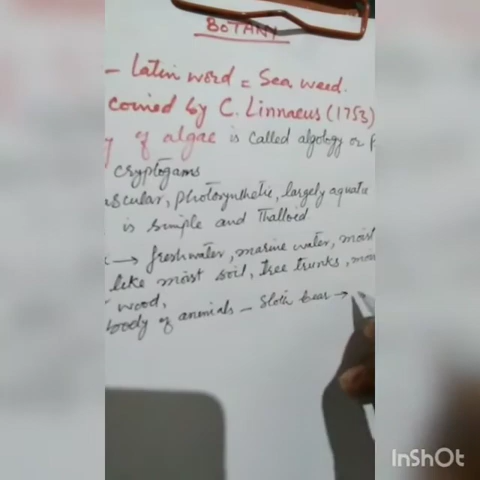 BOTANY
- Latin word = Sea weed.
coined by C. Linnaeus (1753)
y of algae is called algology or p
cryptogams
scular, photosynthetic, largely aquatic
is simple and Thalloid.
→ freshwater, marine water, moist
like moist soil, tree trunks, moi
wood,
body of animals - Sloth bear →
InShOt